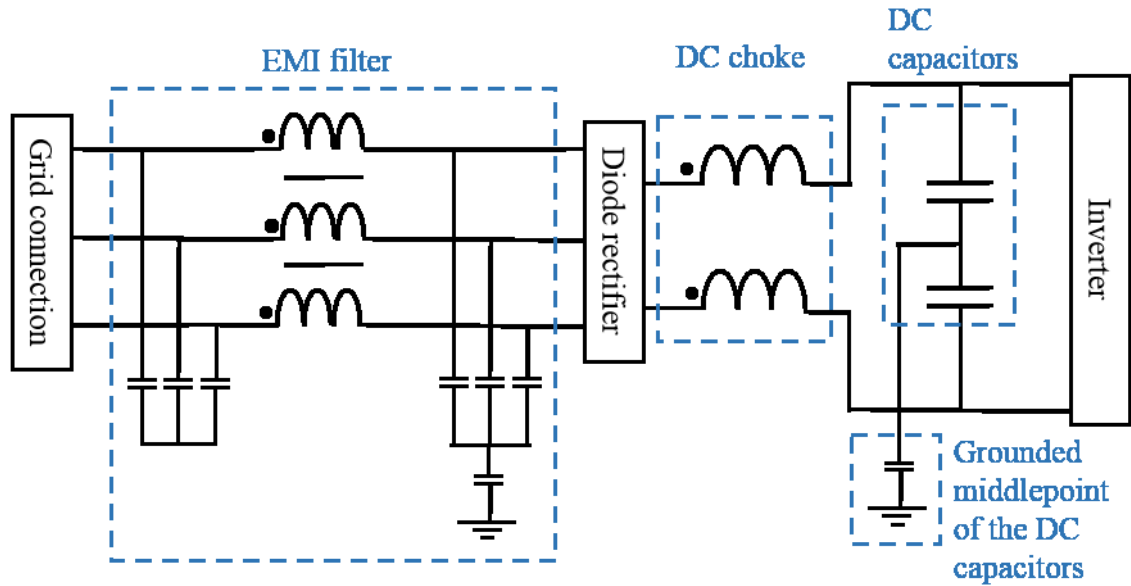 EMI filter
DC choke
DC
capacitors
Grid connection
Diode rectifier
Inverter
Grounded
middlepoint
of the DC
capacitors